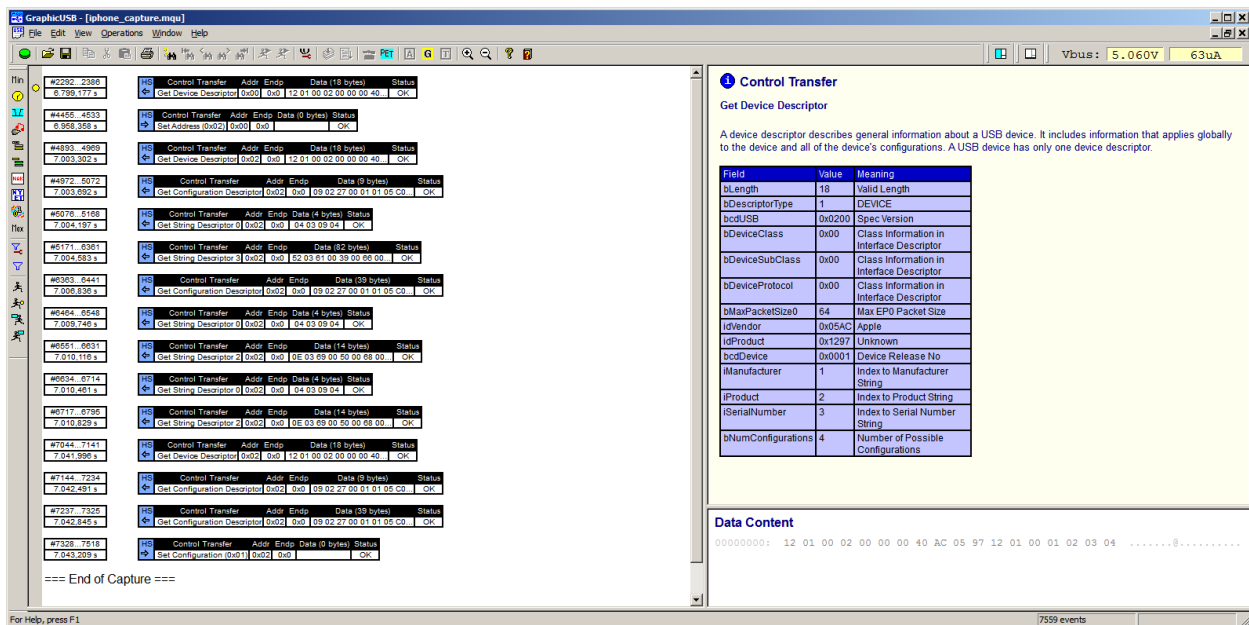 GraphicUSB - [iphone_capture.mqu]
File Edit View Operations Window Help
PET A G T Vbus: 5.060V 63uA
Min
Hex
#2292...2386 HS Control Transfer Addr Endp Data (18 bytes) Status
6.799,177 s Get Device Descriptor 0x00 0x0 12 01 00 02 00 00 00 40... OK
#4455...4533 HS Control Transfer Addr Endp Data (0 bytes) Status
6.958,358 s Set Address (0x02) 0x00 0x0 OK
#4893...4969 HS Control Transfer Addr Endp Data (18 bytes) Status
7.003,302 s Get Device Descriptor 0x02 0x0 12 01 00 02 00 00 00 40... OK
#4972...5072 HS Control Transfer Addr Endp Data (9 bytes) Status
7.003,692 s Get Configuration Descriptor 0x02 0x0 09 02 27 00 01 01 05 C0... OK
#5076...5168 HS Control Transfer Addr Endp Data (4 bytes) Status
7.004,197 s Get String Descriptor 0 0x02 0x0 04 03 09 04 OK
#5171...6361 HS Control Transfer Addr Endp Data (82 bytes) Status
7.004,583 s Get String Descriptor 3 0x02 0x0 52 03 61 00 39 00 66 00... OK
#6363...6441 HS Control Transfer Addr Endp Data (39 bytes) Status
7.006,836 s Get Configuration Descriptor 0x02 0x0 09 02 27 00 01 01 05 C0... OK
#6464...6548 HS Control Transfer Addr Endp Data (4 bytes) Status
7.009,746 s Get String Descriptor 0 0x02 0x0 04 03 09 04 OK
#6551...6631 HS Control Transfer Addr Endp Data (14 bytes) Status
7.010,116 s Get String Descriptor 2 0x02 0x0 0E 03 69 00 50 00 68 00... OK
#6634...6714 HS Control Transfer Addr Endp Data (4 bytes) Status
7.010,461 s Get String Descriptor 0 0x02 0x0 04 03 09 04 OK
#6717...6795 HS Control Transfer Addr Endp Data (14 bytes) Status
7.010,829 s Get String Descriptor 2 0x02 0x0 0E 03 69 00 50 00 68 00... OK
#7044...7141 HS Control Transfer Addr Endp Data (18 bytes) Status
7.041,996 s Get Device Descriptor 0x02 0x0 12 01 00 02 00 00 00 40... OK
#7144...7234 HS Control Transfer Addr Endp Data (9 bytes) Status
7.042,491 s Get Configuration Descriptor 0x02 0x0 09 02 27 00 01 01 05 C0... OK
#7237...7325 HS Control Transfer Addr Endp Data (39 bytes) Status
7.042,845 s Get Configuration Descriptor 0x02 0x0 09 02 27 00 01 01 05 C0... OK
#7328...7518 HS Control Transfer Addr Endp Data (0 bytes) Status
7.043,209 s Set Configuration (0x01) 0x02 0x0 OK
=== End of Capture ===
1 Control Transfer
Get Device Descriptor
A device descriptor describes general information about a USB device. It includes information that applies globally
to the device and all of the device's configurations. A USB device has only one device descriptor.
Field Value Meaning
bLength 18 Valid Length
bDescriptorType 1 DEVICE
bcdUSB 0x0200 Spec Version
bDeviceClass 0x00 Class Information in
Interface Descriptor
bDeviceSubClass 0x00 Class Information in
Interface Descriptor
bDeviceProtocol 0x00 Class Information in
Interface Descriptor
bMaxPacketSize0 64 Max EP0 Packet Size
idVendor 0x05AC Apple
idProduct 0x1297 Unknown
bcdDevice 0x0001 Device Release No
iManufacturer 1 Index to Manufacturer
String
iProduct 2 Index to Product String
iSerialNumber 3 Index to Serial Number
String
bNumConfigurations 4 Number of Possible
Configurations
Data Content
00000000: 12 01 00 02 00 00 00 40 AC 05 97 12 01 00 01 02 03 04 .......@..........
For Help, press F1 7559 events